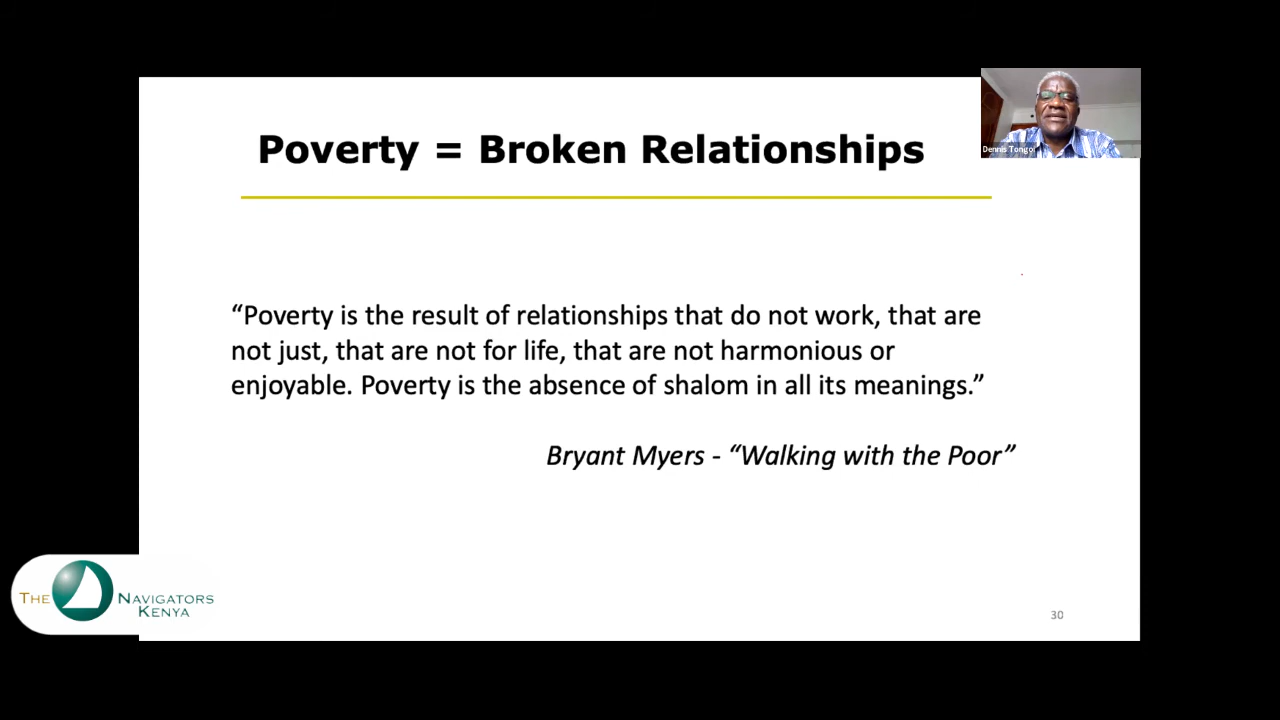 Poverty = Broken Relationships
Dennis Tongoi
“Poverty is the result of relationships that do not work, that are
not just, that are not for life, that are not harmonious or
enjoyable. Poverty is the absence of shalom in all its meanings.”
Bryant Myers - “Walking with the Poor”
THE NAVIGATORS
KENYA
30